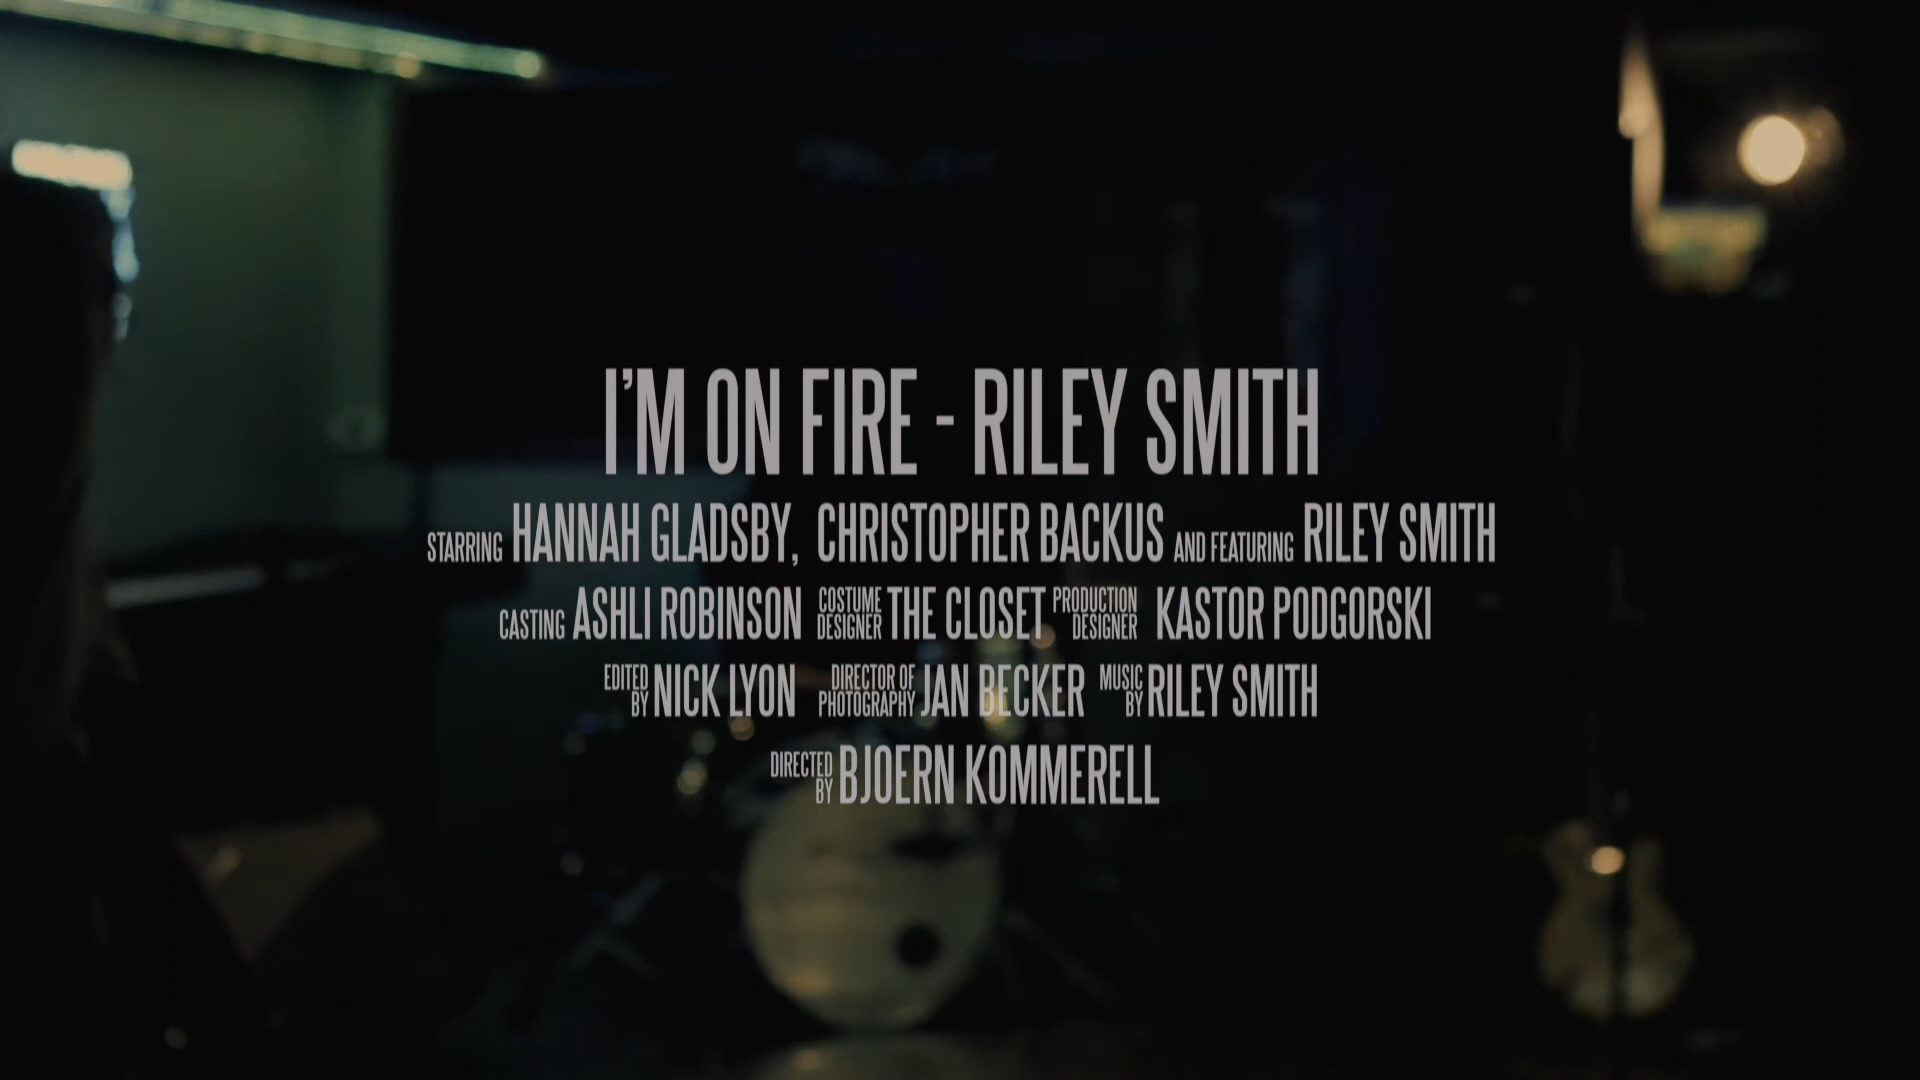 I'M ON FIRE - RILEY SMITH
STARRING HANNAH GLADSBY, CHRISTOPHER BACKUS AND FEATURING RILEY SMITH
CASTING ASHLI ROBINSON COSTUME DESIGNER THE CLOSET PRODUCTION DESIGNER KASTOR PODGORSKI
EDITED BY NICK LYON DIRECTOR OF PHOTOGRAPHY JAN BECKER MUSIC BY RILEY SMITH
DIRECTED BY BJOERN KOMMERELL